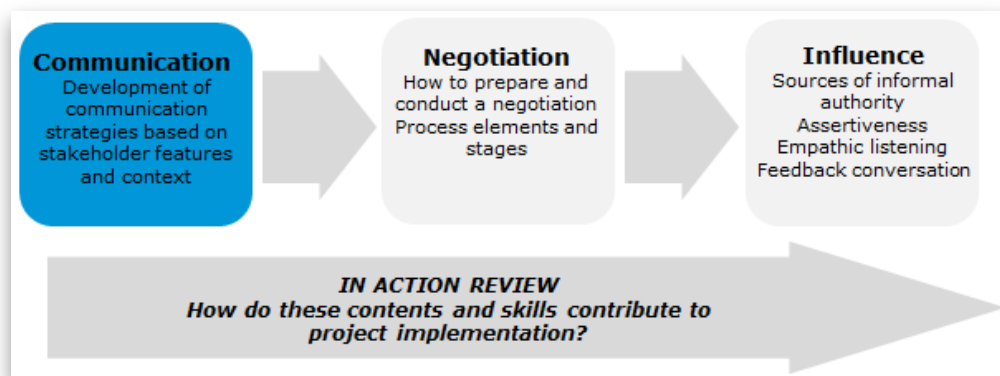 Communication
Development of
communication
strategies based on
stakeholder features
and context
Negotiation
How to prepare and
conduct a negotiation
Process elements and
stages
Influence
Sources of informal
authority
Assertiveness
Empathic listening
Feedback conversation
IN ACTION REVIEW
How do these contents and skills contribute to
project implementation?